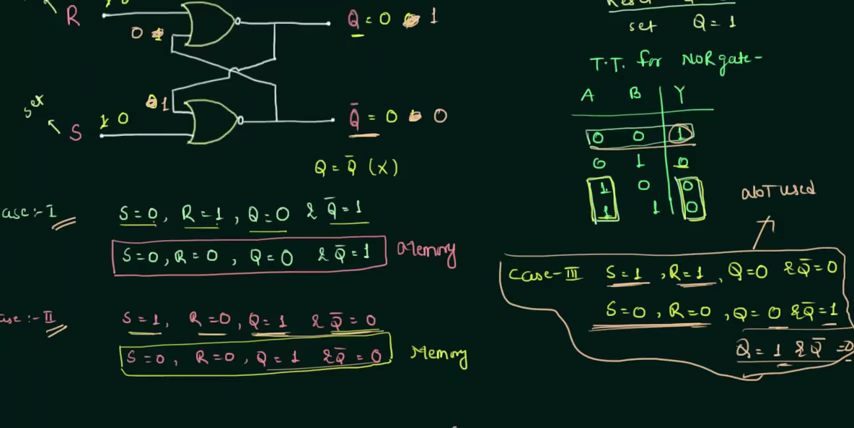 set Q = 1
R
Q = 0 1
T.T. for NOR gate-
A B Y
0 0 1
0 1 0
1 0 0
1 1 0
set
S
1 0
Q̄ = 0 0
Q = Q̄ (X)
Case:-I S=0, R=1, Q=0 & Q̄=1
S=0, R=0, Q=0 & Q̄=1 Memory
Case:-II S=1, R=0, Q=1 & Q̄=0
S=0, R=0, Q=1 & Q̄=0 Memory
NOT used
Case-III S=1, R=1, Q=0 & Q̄=0
S=0, R=0, Q=0 & Q̄=1
Q=1 & Q̄=0